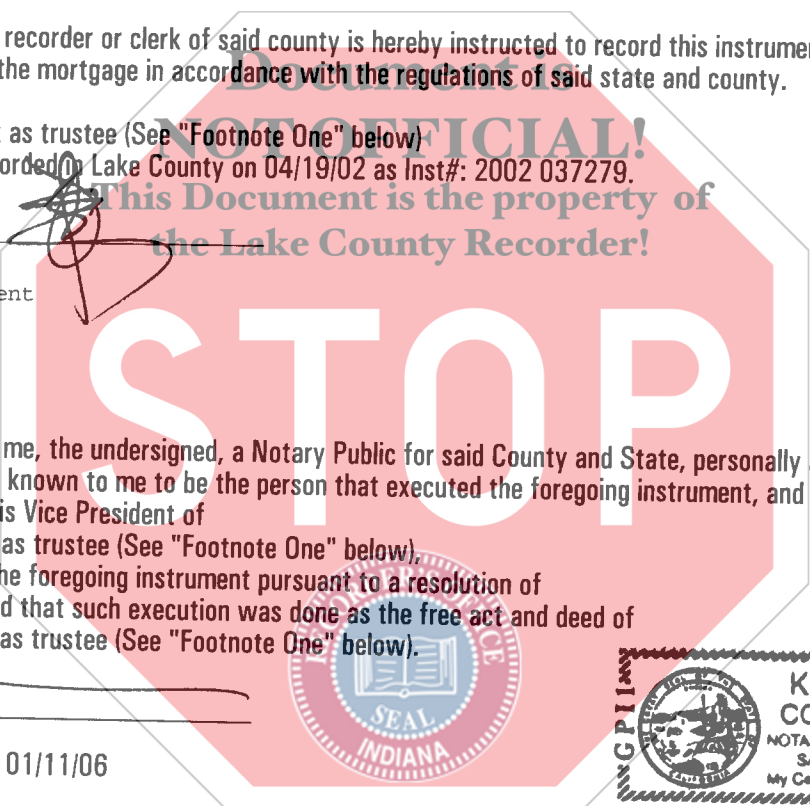 recorder or clerk of said county is hereby instructed to record this
the mortgage in accordance with the regulations of said state and county.
Document is
as trustee (See "Footnote One" below)
NOT OFFICIAL!
Lake County on 04/19/02 as Inst#: 2002 037279.
This Document is the property of
the Lake County Recorder!
STOP
me, the undersigned, a Notary Public for said County and State, personally
known to me to be the person that executed the foregoing instrument, and
Vice President of
as trustee (See "Footnote One" below),
foregoing instrument pursuant to a resolution of
that such execution was done as the free act and deed of
as trustee (See "Footnote One" below).
RECORDER'S OFFICE
SEAL
INDIANA
01/11/06
GPI1
My